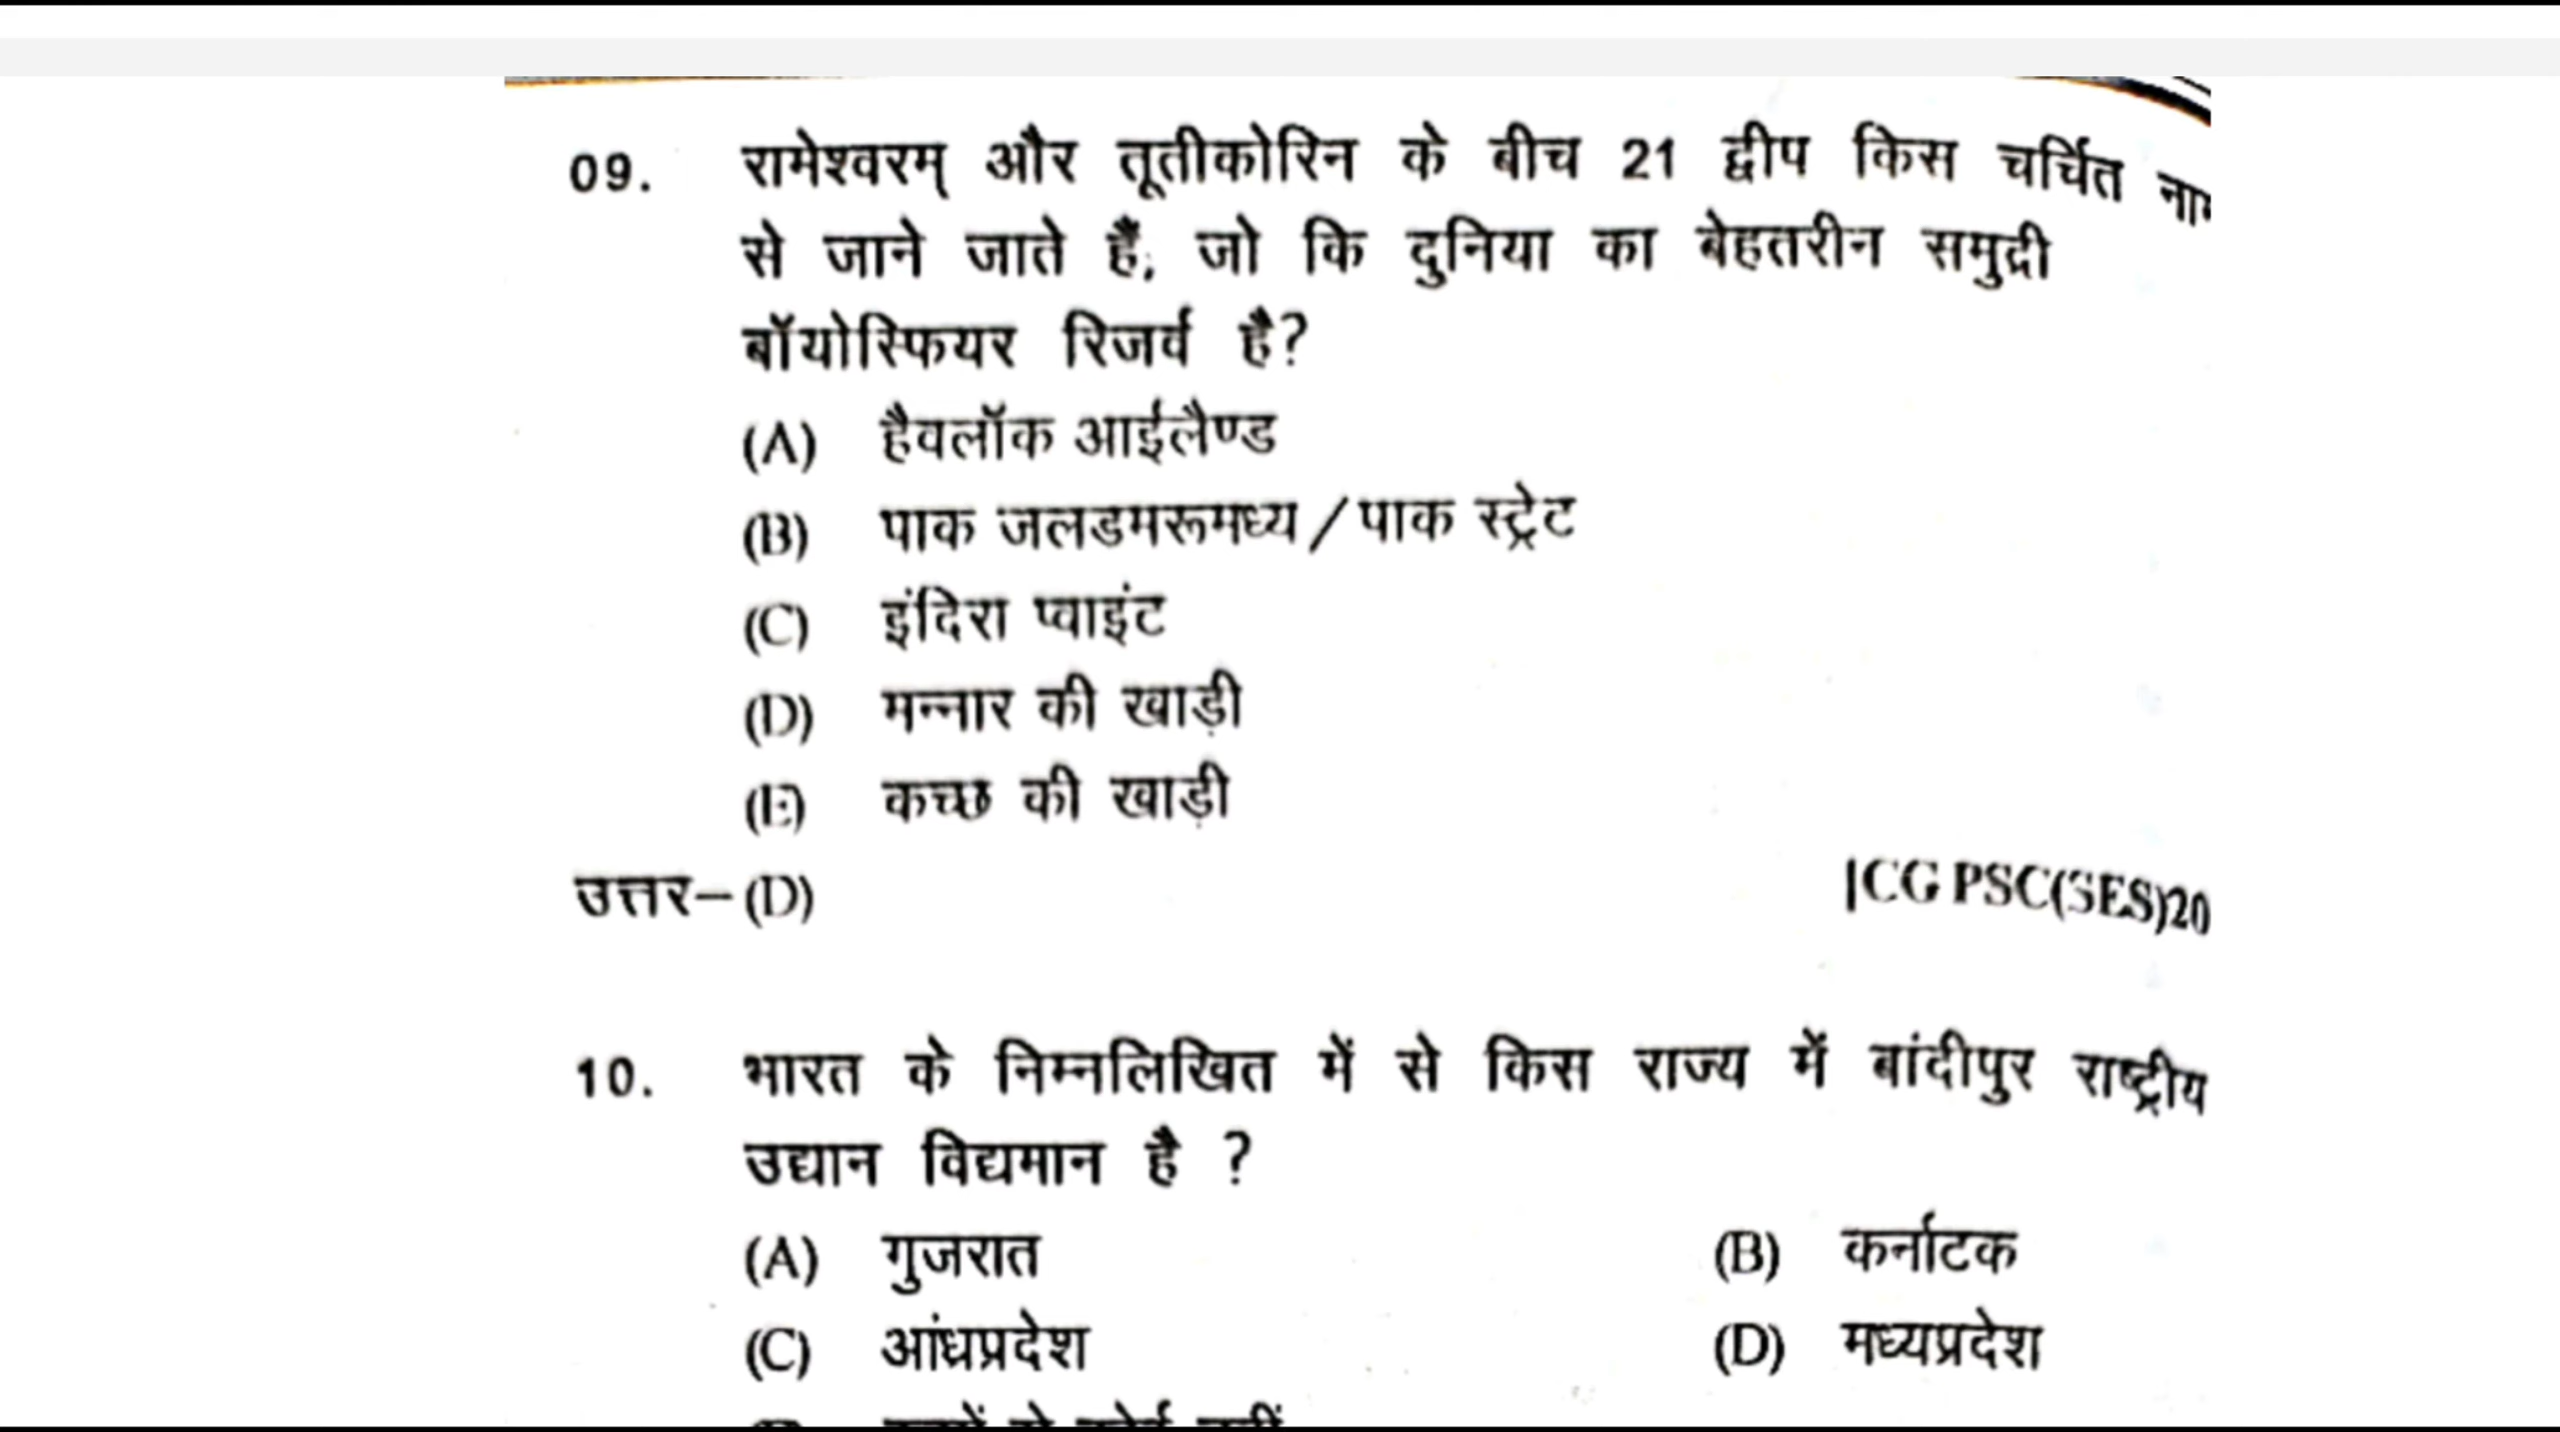 09. रामेश्वरम् और तूतीकोरिन के बीच 21 द्वीप किस चर्चित
से जाने जाते हैं, जो कि दुनिया का बेहतरीन समुद्री
बॉयोस्फियर रिजर्व है?
(A) हैवलॉक आईलैण्ड
(B) पाक जलडमरूमध्य/पाक स्ट्रेट
(C) इंदिरा प्वाइंट
(D) मन्नार की खाड़ी
(E) कच्छ की खाड़ी
उत्तर–(D) [CG PSC(SES)20
10. भारत के निम्नलिखित में से किस राज्य में बांदीपुर राष्ट्रीय
उद्यान विद्यमान है ?
(A) गुजरात (B) कर्नाटक
(C) आंध्रप्रदेश (D) मध्यप्रदेश